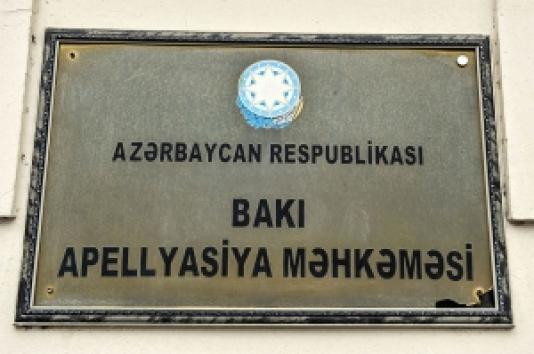 AZƏRBAYCAN RESPUBLİKASI
BAKI
APELLYASİYA MƏHKƏMƏSİ